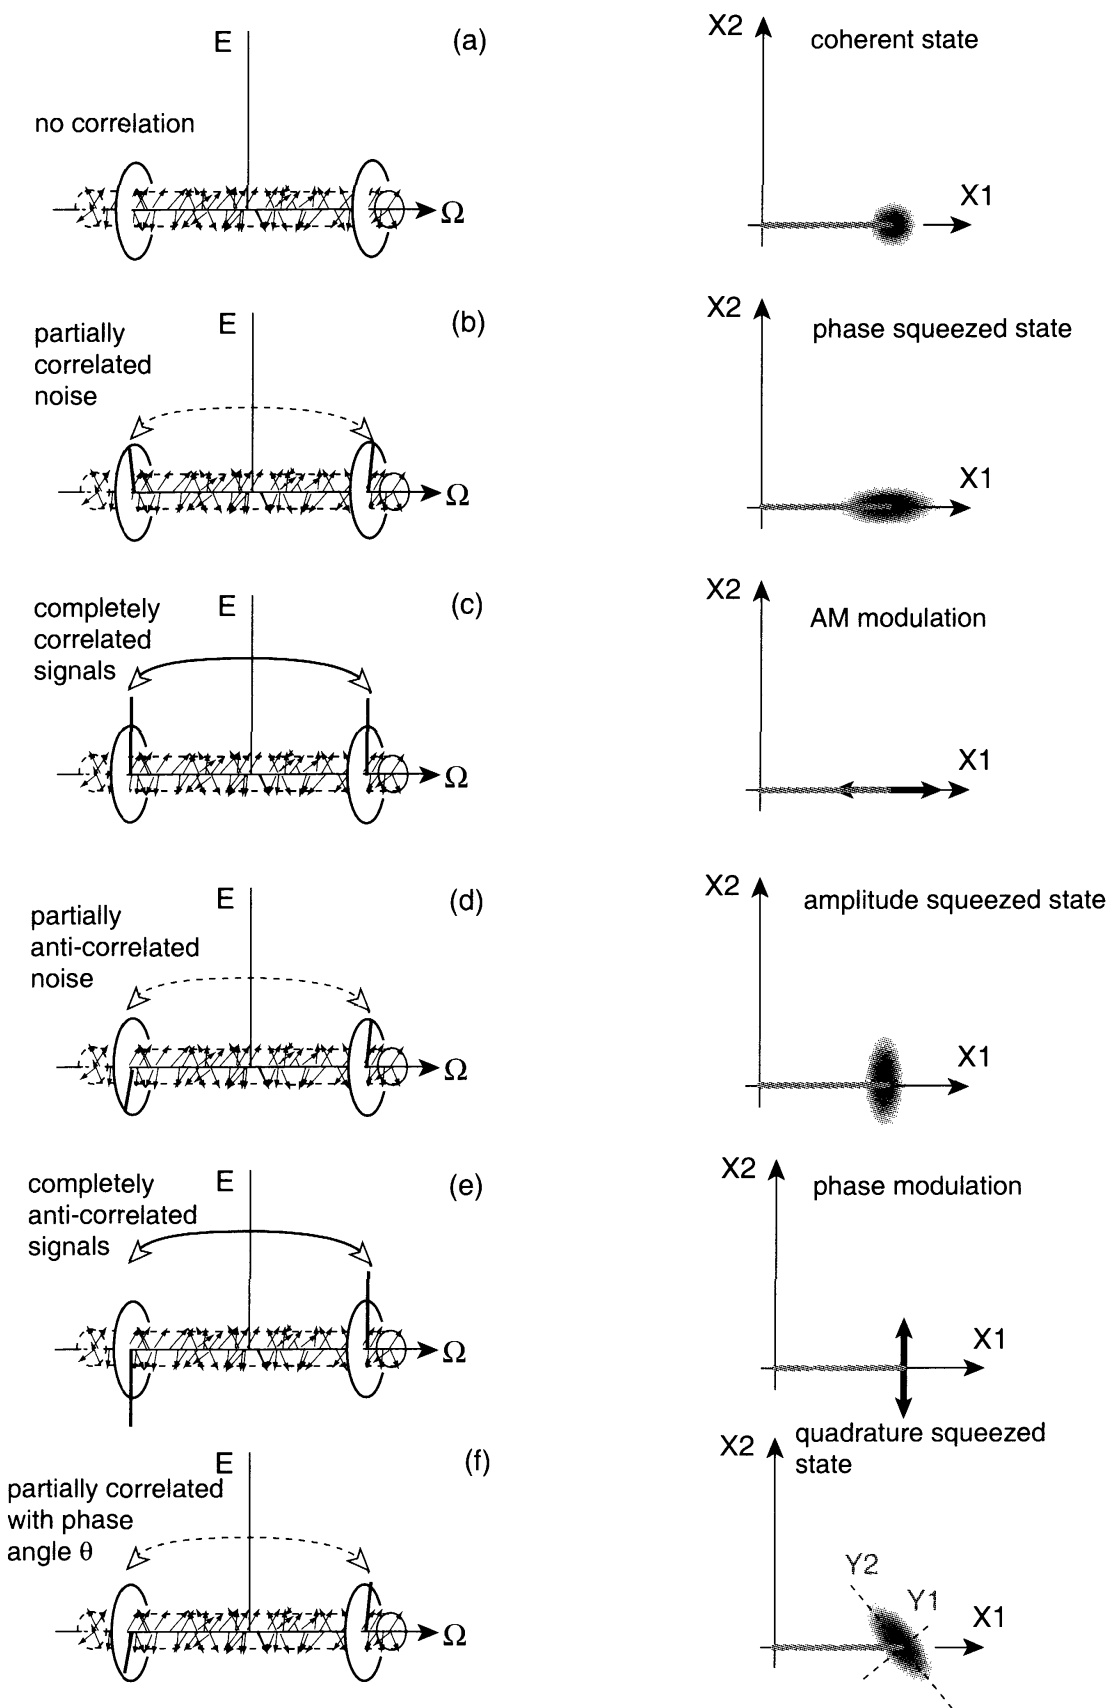 E
(a)
X2
coherent state
no correlation
Ω
X1
partially
correlated
noise
E
(b)
X2
phase squeezed state
Ω
X1
completely
correlated
signals
E
(c)
X2
AM modulation
Ω
X1
partially
anti-correlated
noise
E
(d)
X2
amplitude squeezed state
Ω
X1
completely
anti-correlated
signals
E
(e)
X2
phase modulation
Ω
X1
partially correlated
with phase
angle θ
E
(f)
X2
quadrature squeezed
state
Y2
Y1
Ω
X1